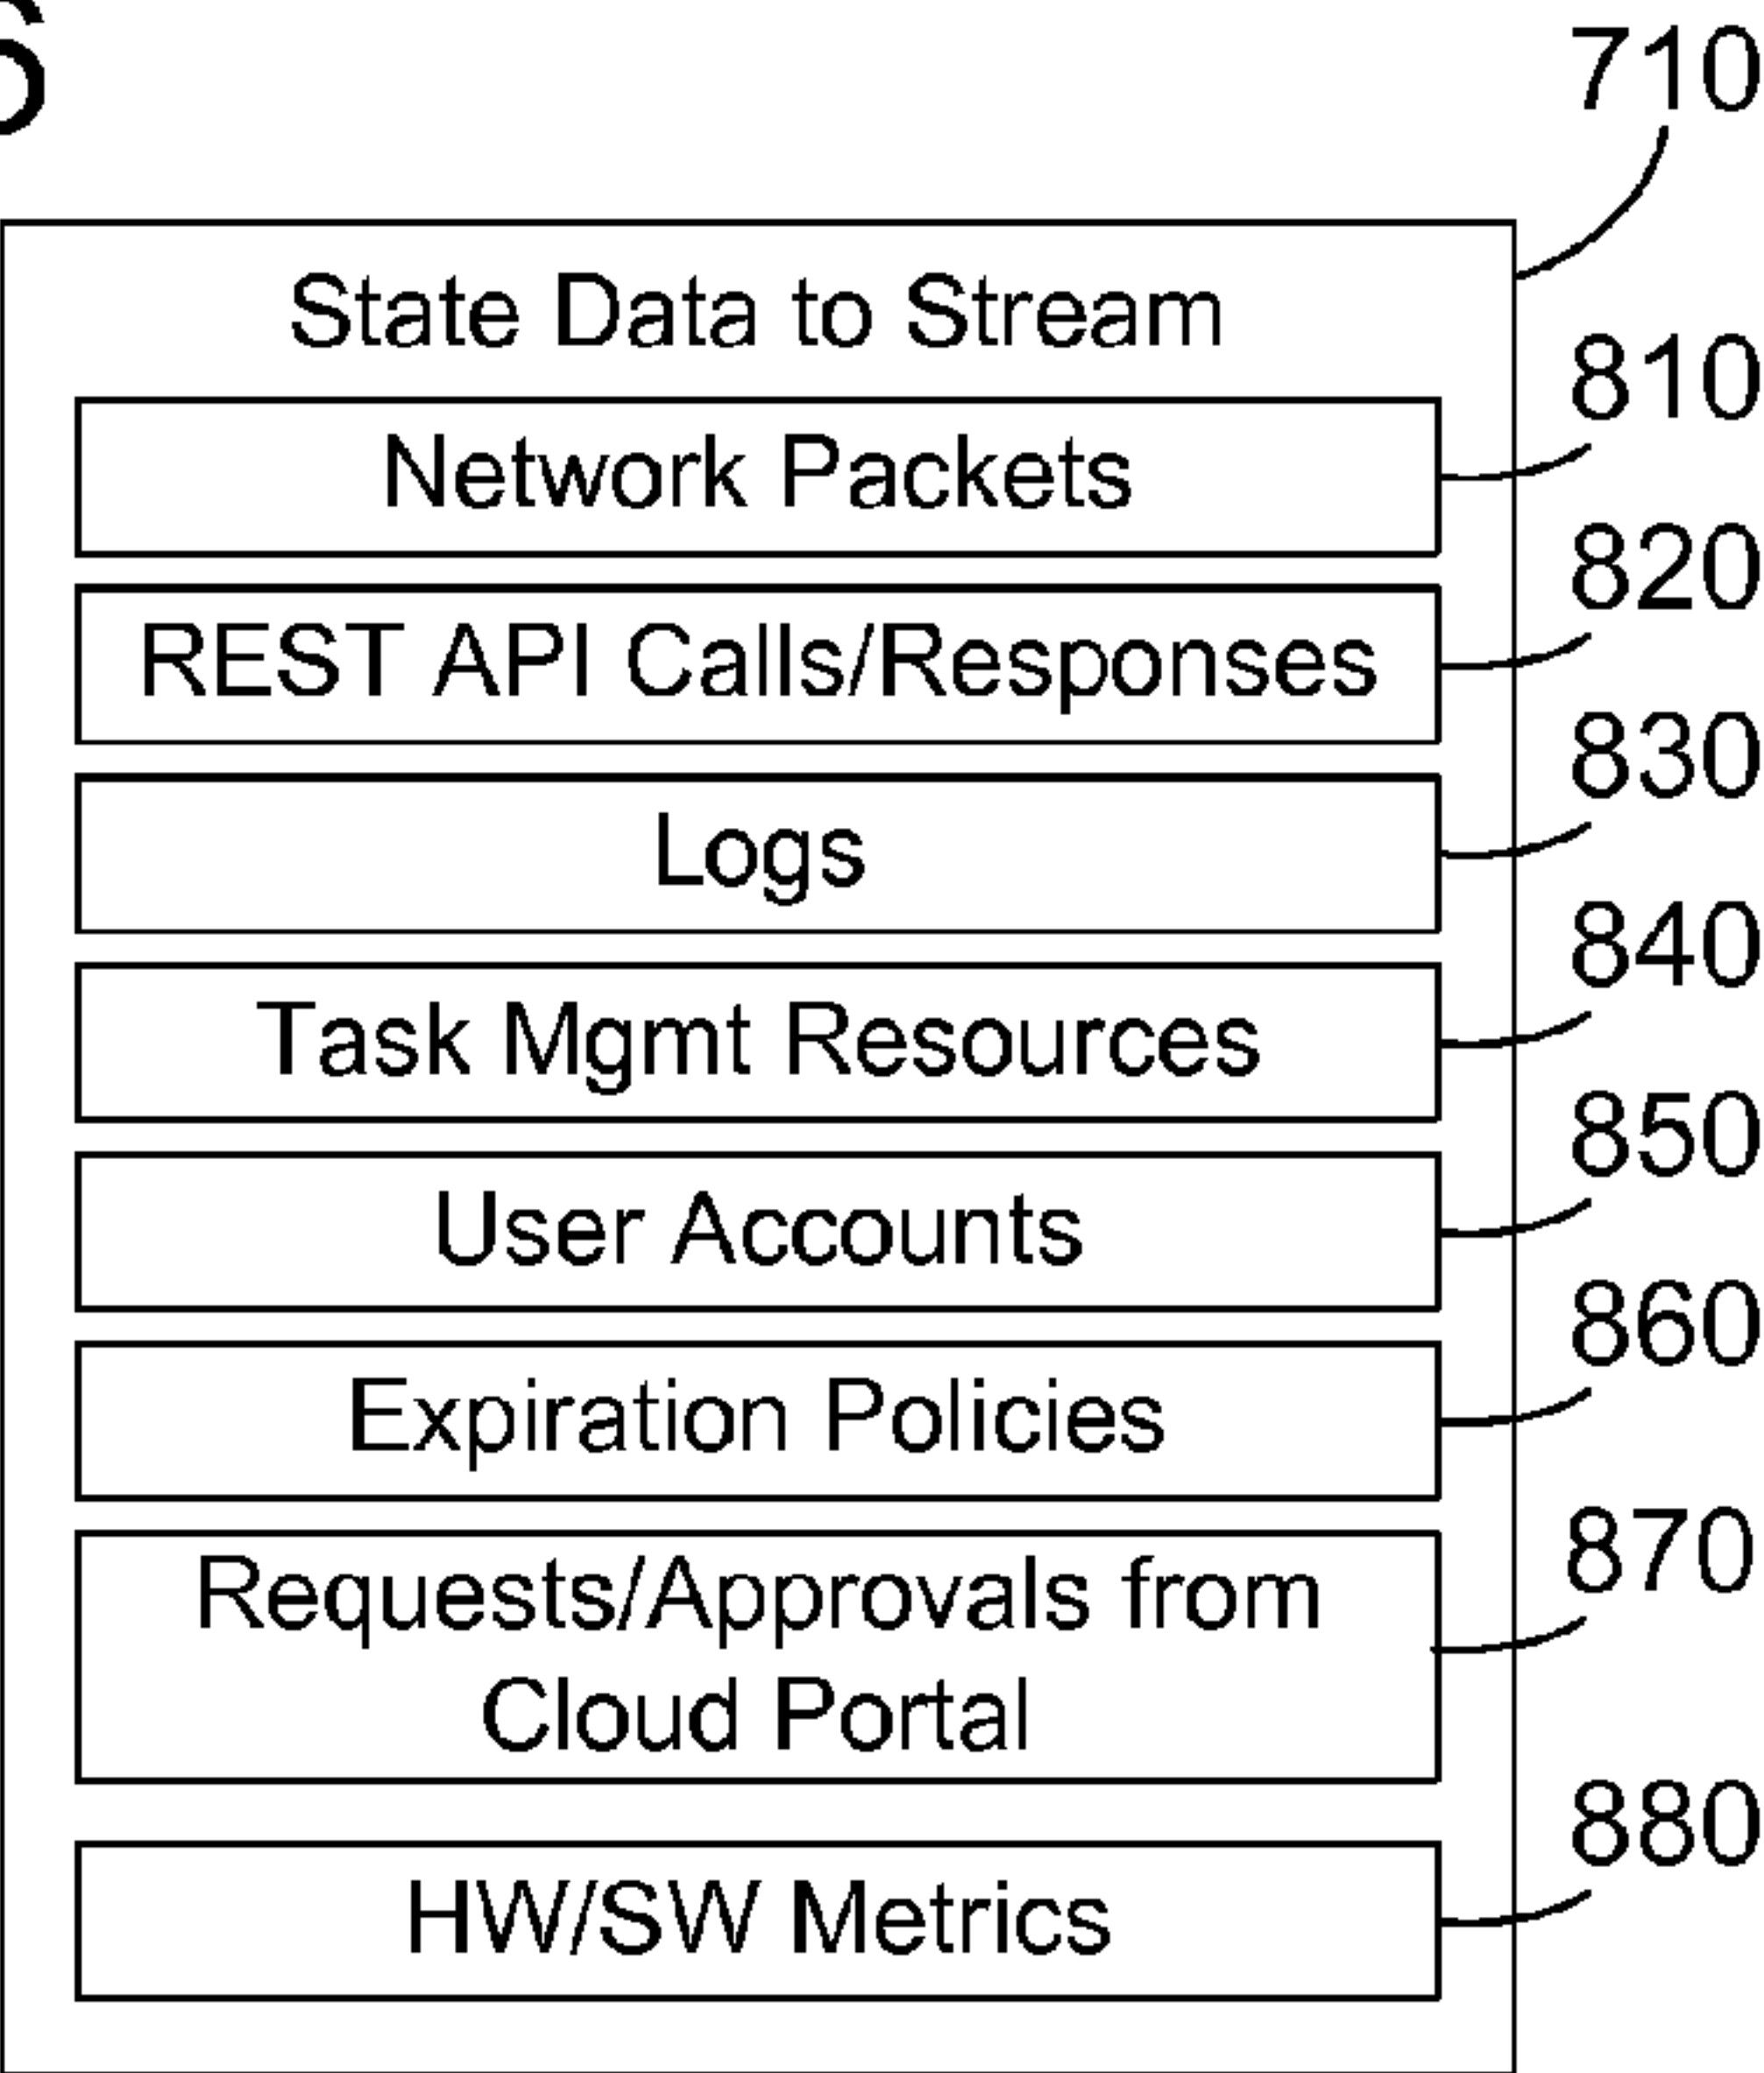 710
State Data to Stream
810
Network Packets
820
REST API Calls/Responses
830
Logs
840
Task Mgmt Resources
850
User Accounts
860
Expiration Policies
870
Requests/Approvals from
Cloud Portal
880
HW/SW Metrics